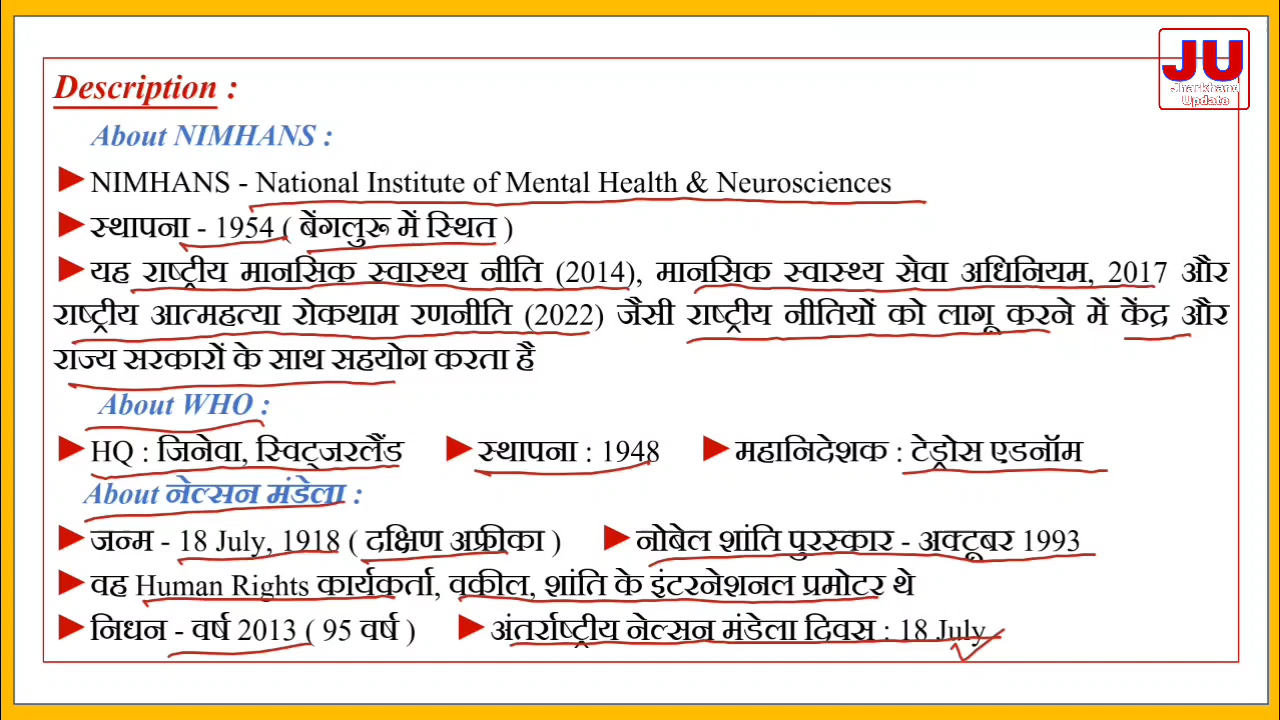 JU
Jharkhand
Update
Description :
About NIMHANS :
NIMHANS - National Institute of Mental Health & Neurosciences
स्थापना - 1954 ( बेंगलुरू में स्थित )
यह राष्ट्रीय मानसिक स्वास्थ्य नीति (2014), मानसिक स्वास्थ्य सेवा अधिनियम, 2017 और
राष्ट्रीय आत्महत्या रोकथाम रणनीति (2022) जैसी राष्ट्रीय नीतियों को लागू करने में केंद्र और
राज्य सरकारों के साथ सहयोग करता है
About WHO :
HQ : जिनेवा, स्विट्जरलैंड स्थापना : 1948 महानिदेशक : टेड्रोस एडनॉम
About नेल्सन मंडेला :
जन्म - 18 July, 1918 ( दक्षिण अफ्रीका ) नोबेल शांति पुरस्कार - अक्टूबर 1993
वह Human Rights कार्यकर्ता, वकील, शांति के इंटरनेशनल प्रमोटर थे
निधन - वर्ष 2013 ( 95 वर्ष ) अंतर्राष्ट्रीय नेल्सन मंडेला दिवस : 18 July